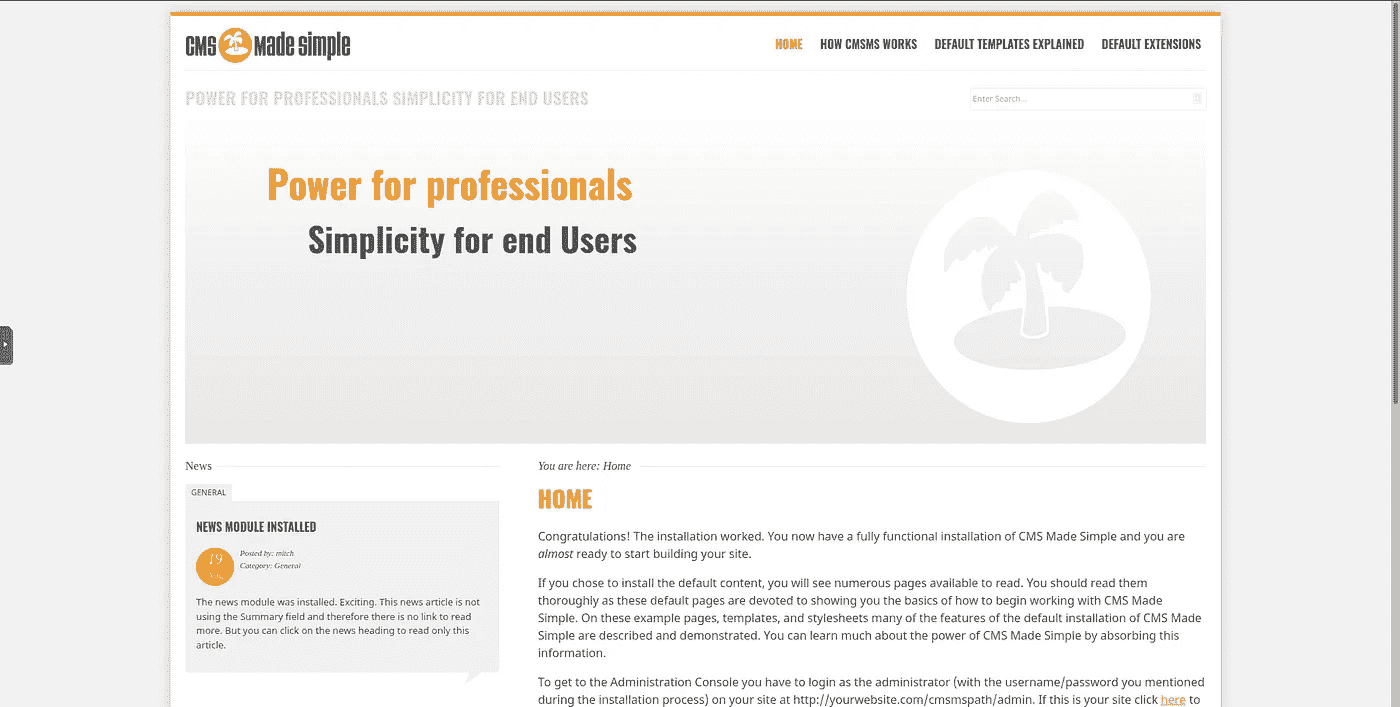 CMS Made Simple
HOME HOW CMSMS WORKS DEFAULT TEMPLATES EXPLAINED DEFAULT EXTENSIONS
POWER FOR PROFESSIONALS SIMPLICITY FOR END USERS
Enter Search...
Power for professionals
Simplicity for end Users
News
GENERAL
NEWS MODULE INSTALLED
19
Posted by: mitch
Category: General
The news module was installed. Exciting. This news article is not
using the Summary field and therefore there is no link to read
more. But you can click on the news heading to read only this
article.
You are here: Home
HOME
Congratulations! The installation worked. You now have a fully functional installation of CMS Made Simple and you are
almost ready to start building your site.
If you chose to install the default content, you will see numerous pages available to read. You should read them
thoroughly as these default pages are devoted to showing you the basics of how to begin working with CMS Made
Simple. On these example pages, templates, and stylesheets many of the features of the default installation of CMS Made
Simple are described and demonstrated. You can learn much about the power of CMS Made Simple by absorbing this
information.
To get to the Administration Console you have to login as the administrator (with the username/password you mentioned
during the installation process) on your site at http://yourwebsite.com/cmsmspath/admin. If this is your site click here to